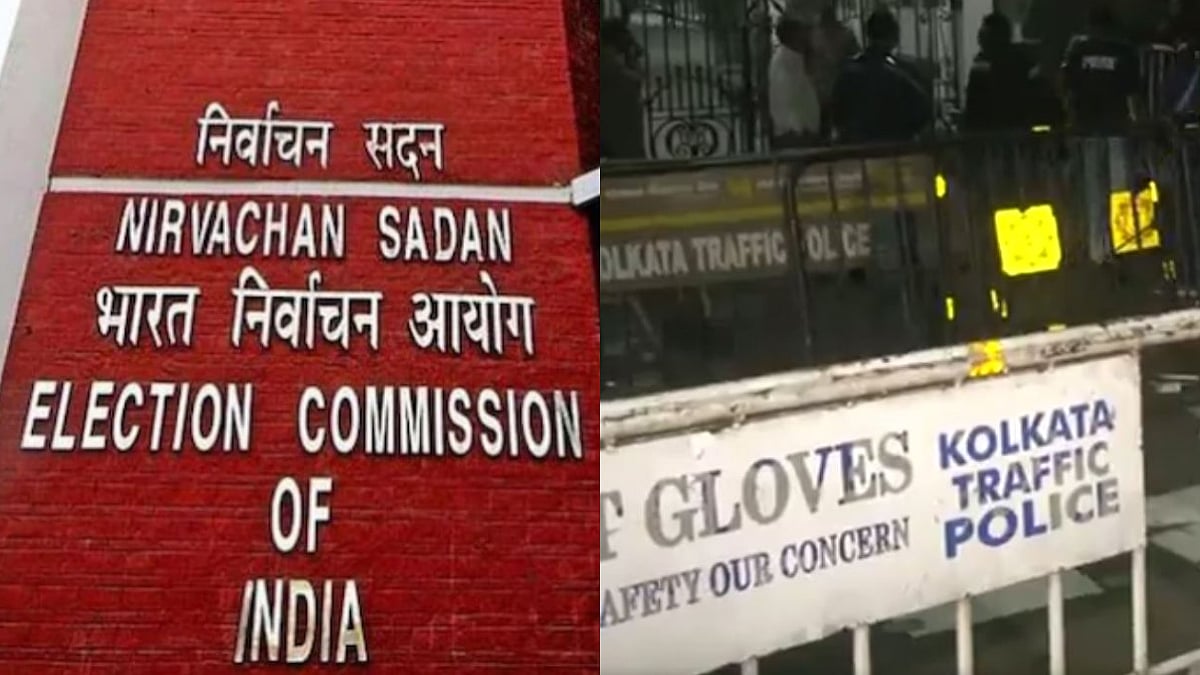 निर्वाचन सदन
NIRVACHAN SADAN
भारत निर्वाचन आयोग
ELECTION COMMISSION
OF
INDIA
KOLKATA TRAFFIC POLICE
GLOVES
AFETY OUR CONCERN
KOLKATA
TRAFFIC
POLICE